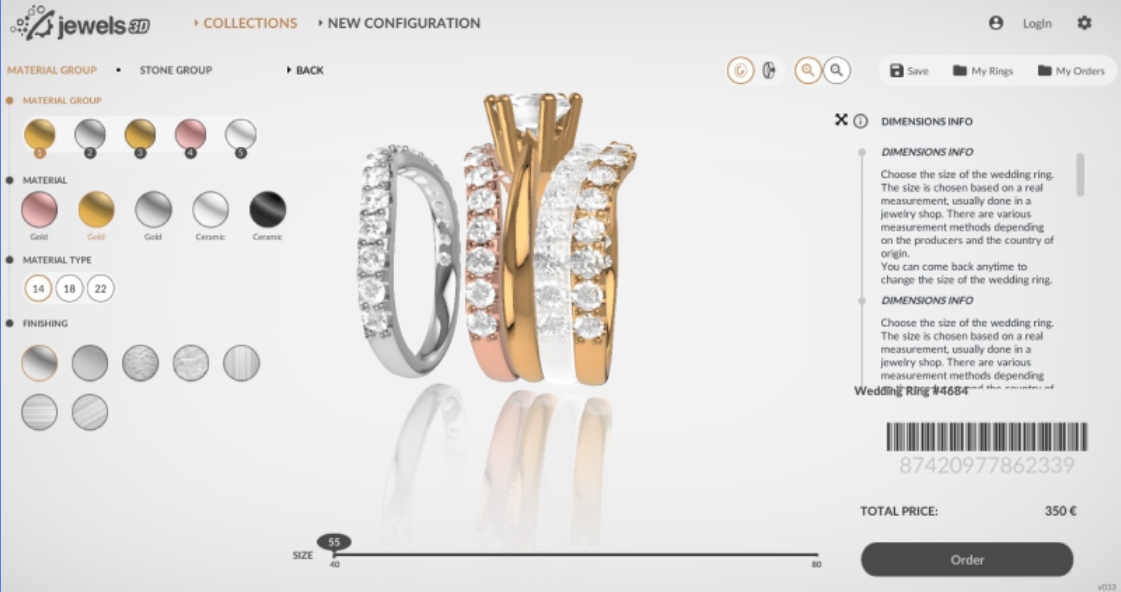 jewels3D
COLLECTIONS
NEW CONFIGURATION
LogIn
MATERIAL GROUP
STONE GROUP
BACK
Save
My Rings
My Orders
MATERIAL GROUP
1
2
3
4
5
MATERIAL
Gold
Gold
Gold
Ceramic
Ceramic
MATERIAL TYPE
14
18
22
FINISHING
DIMENSIONS INFO
DIMENSIONS INFO
Choose the size of the wedding ring.
The size is chosen based on a real
measurement, usually done in a
jewelry shop. There are various
measurement methods depending
on the producers and the country of
origin.
You can come back anytime to
change the size of the wedding ring.
DIMENSIONS INFO
Choose the size of the wedding ring.
The size is chosen based on a real
measurement, usually done in a
jewelry shop. There are various
measurement methods depending
and the country of
Wedding Ring #4684
87420977862339
TOTAL PRICE:
350 €
SIZE
55
40
80
Order
v033